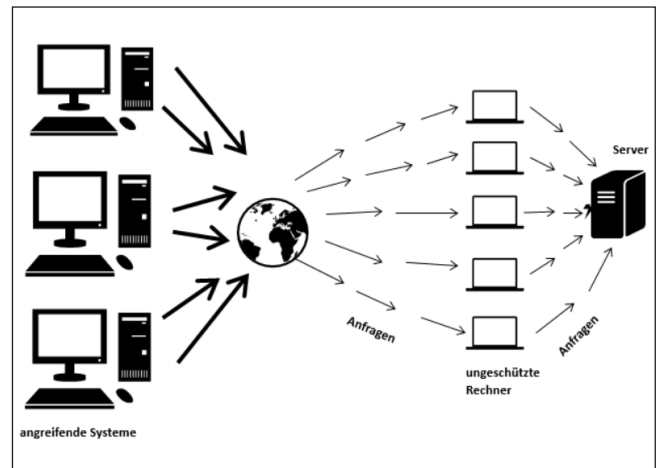 Server
Anfragen
Anfragen
ungeschützte
Rechner
angreifende Systeme